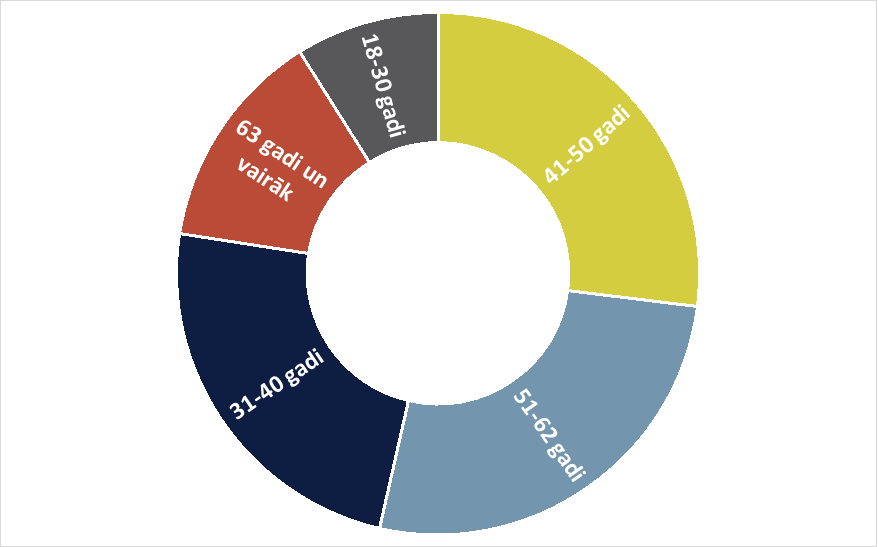 18-30 gadi
41-50 gadi
63 gadi un
vairāk
31-40 gadi
51-62 gadi